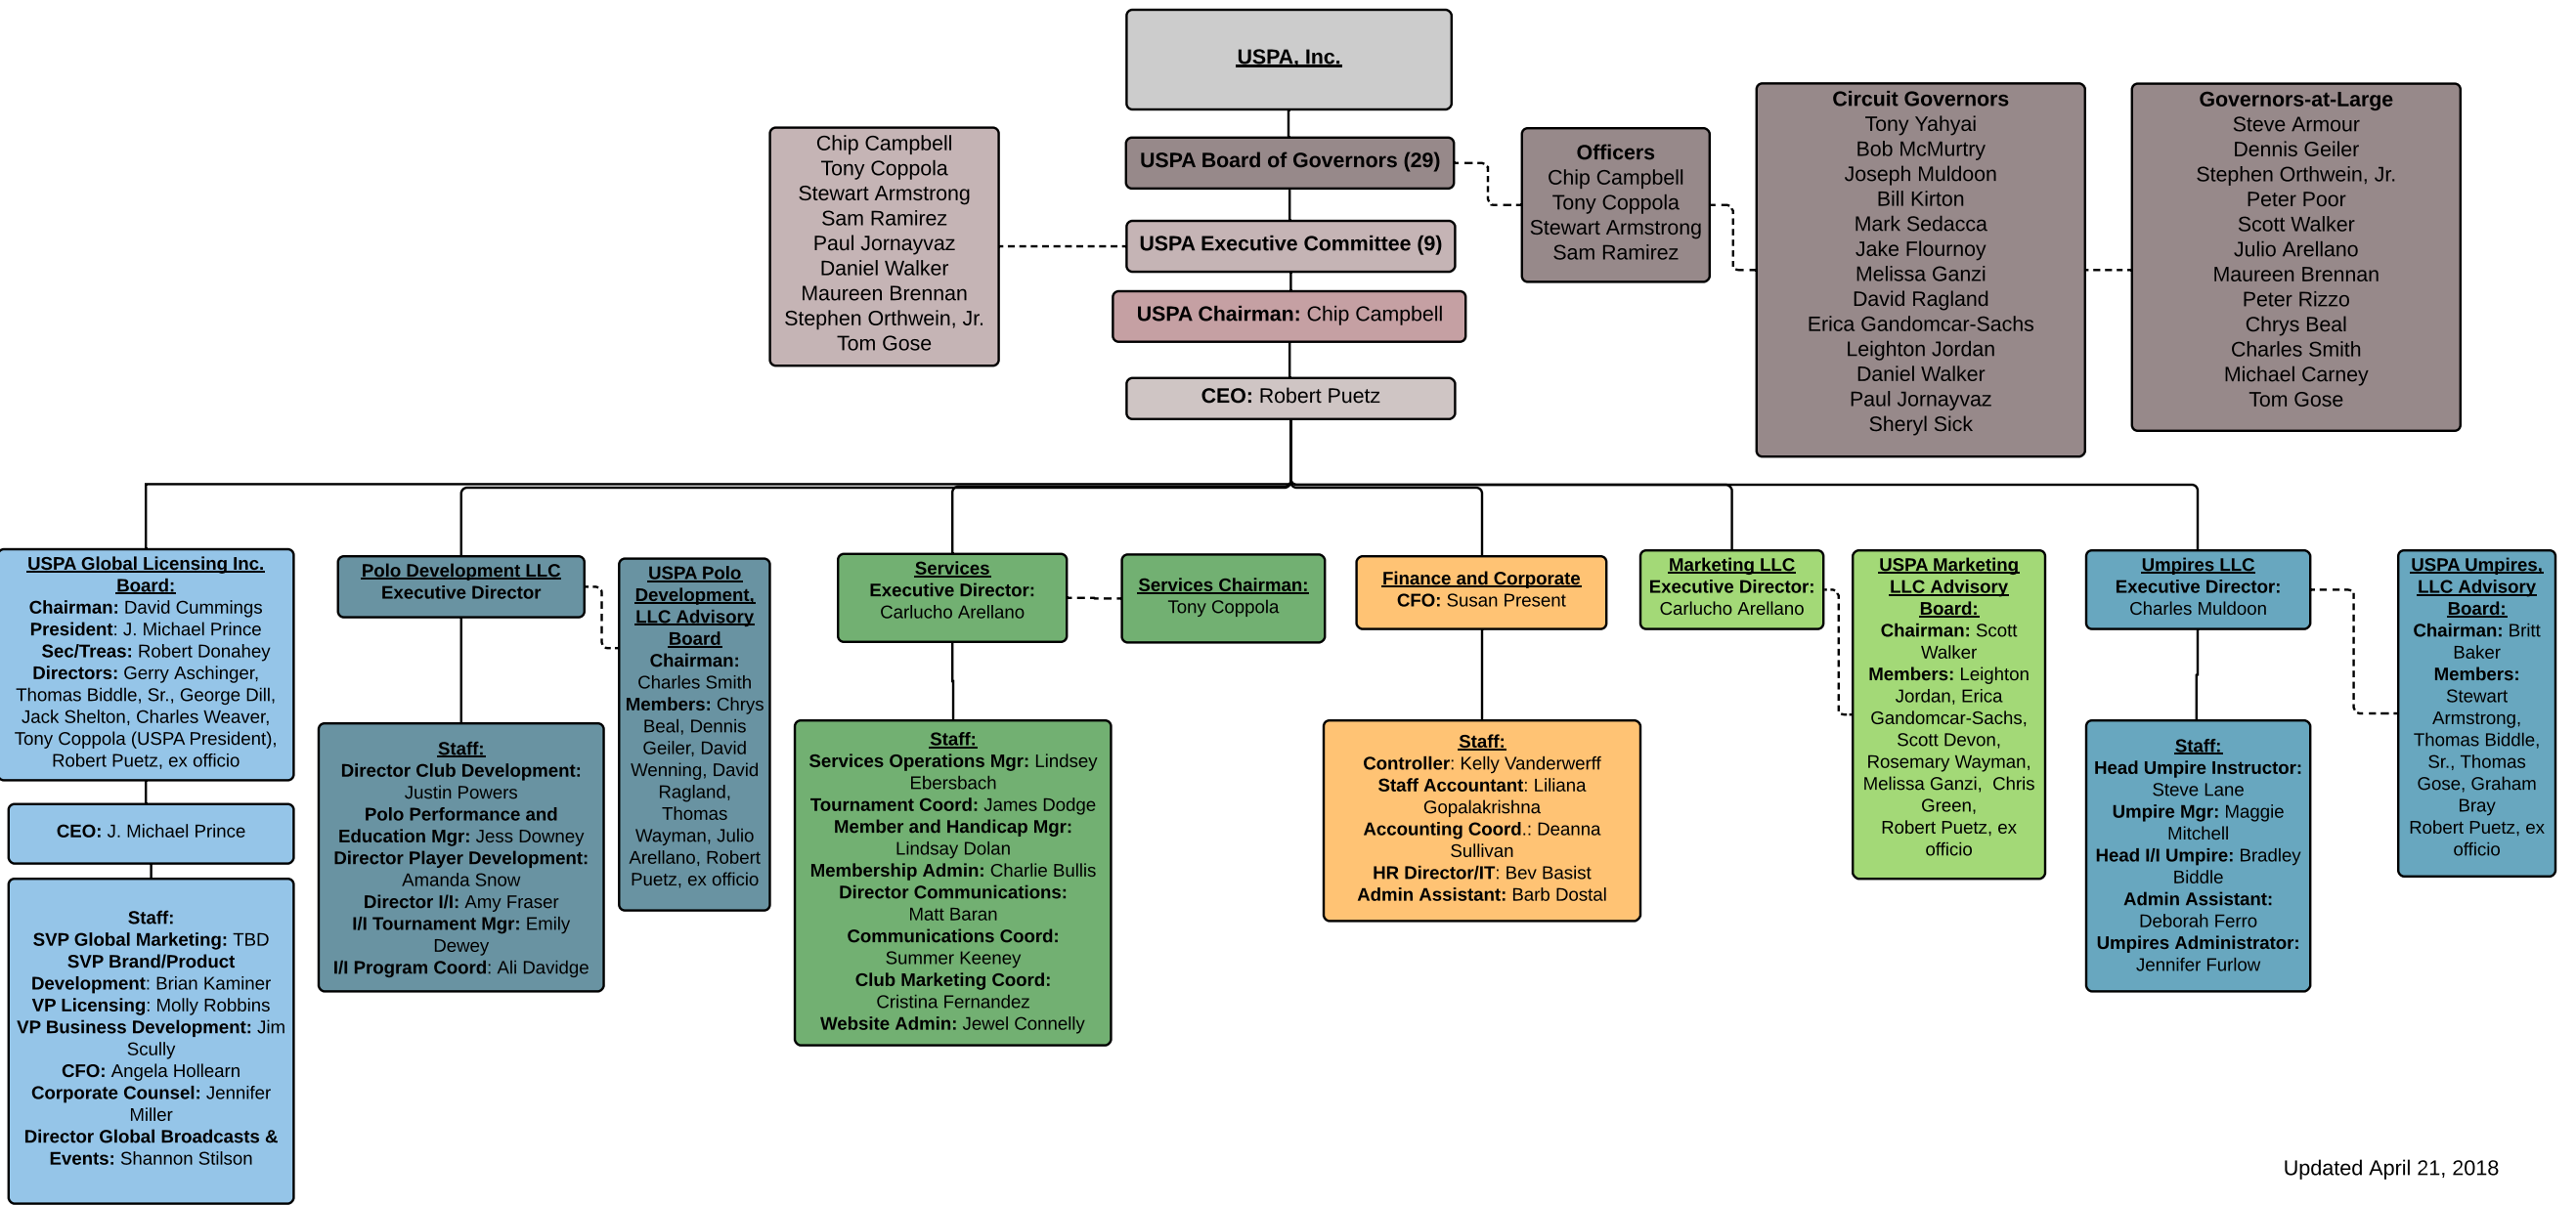 USPA, Inc.
USPA Board of Governors (29)
USPA Executive Committee (9)
USPA Chairman: Chip Campbell
CEO: Robert Puetz
Chip Campbell
Tony Coppola
Stewart Armstrong
Sam Ramirez
Paul Jornayvaz
Daniel Walker
Maureen Brennan
Stephen Orthwein, Jr.
Tom Gose
Officers
Chip Campbell
Tony Coppola
Stewart Armstrong
Sam Ramirez
Circuit Governors
Tony Yahyai
Bob McMurtry
Joseph Muldoon
Bill Kirton
Mark Sedacca
Jake Flournoy
Melissa Ganzi
David Ragland
Erica Gandomcar-Sachs
Leighton Jordan
Daniel Walker
Paul Jornayvaz
Sheryl Sick
Governors-at-Large
Steve Armour
Dennis Geiler
Stephen Orthwein, Jr.
Peter Poor
Scott Walker
Julio Arellano
Maureen Brennan
Peter Rizzo
Chrys Beal
Charles Smith
Michael Carney
Tom Gose
USPA Global Licensing Inc.
Board:
Chairman: David Cummings
President: J. Michael Prince
Sec/Treas: Robert Donahey
Directors: Gerry Aschinger,
Thomas Biddle, Sr., George Dill,
Jack Shelton, Charles Weaver,
Tony Coppola (USPA President),
Robert Puetz, ex officio
CEO: J. Michael Prince
Staff:
SVP Global Marketing: TBD
SVP Brand/Product
Development: Brian Kaminer
VP Licensing: Molly Robbins
VP Business Development: Jim
Scully
CFO: Angela Hollearn
Corporate Counsel: Jennifer
Miller
Director Global Broadcasts &
Events: Shannon Stilson
Polo Development LLC
Executive Director
Staff:
Director Club Development:
Justin Powers
Polo Performance and
Education Mgr: Jess Downey
Director Player Development:
Amanda Snow
Director I/I: Amy Fraser
I/I Tournament Mgr: Emily
Dewey
I/I Program Coord: Ali Davidge
USPA Polo
Development,
LLC Advisory
Board
Chairman:
Charles Smith
Members: Chrys
Beal, Dennis
Geiler, David
Wenning, David
Ragland,
Thomas
Wayman, Julio
Arellano, Robert
Puetz, ex officio
Services
Executive Director:
Carlucho Arellano
Services Chairman:
Tony Coppola
Staff:
Services Operations Mgr: Lindsey
Ebersbach
Tournament Coord: James Dodge
Member and Handicap Mgr:
Lindsay Dolan
Membership Admin: Charlie Bullis
Director Communications:
Matt Baran
Communications Coord:
Summer Keeney
Club Marketing Coord:
Cristina Fernandez
Website Admin: Jewel Connelly
Finance and Corporate
CFO: Susan Present
Staff:
Controller: Kelly Vanderwerff
Staff Accountant: Liliana
Gopalakrishna
Accounting Coord.: Deanna
Sullivan
HR Director/IT: Bev Basist
Admin Assistant: Barb Dostal
Marketing LLC
Executive Director:
Carlucho Arellano
USPA Marketing
LLC Advisory
Board:
Chairman: Scott
Walker
Members: Leighton
Jordan, Erica
Gandomcar-Sachs,
Scott Devon,
Rosemary Wayman,
Melissa Ganzi, Chris
Green,
Robert Puetz, ex
officio
Umpires LLC
Executive Director:
Charles Muldoon
Staff:
Head Umpire Instructor:
Steve Lane
Umpire Mgr: Maggie
Mitchell
Head I/I Umpire: Bradley
Biddle
Admin Assistant:
Deborah Ferro
Umpires Administrator:
Jennifer Furlow
USPA Umpires,
LLC Advisory
Board:
Chairman: Britt
Baker
Members:
Stewart
Armstrong,
Thomas Biddle,
Sr., Thomas
Gose, Graham
Bray
Robert Puetz, ex
officio
Updated April 21, 2018